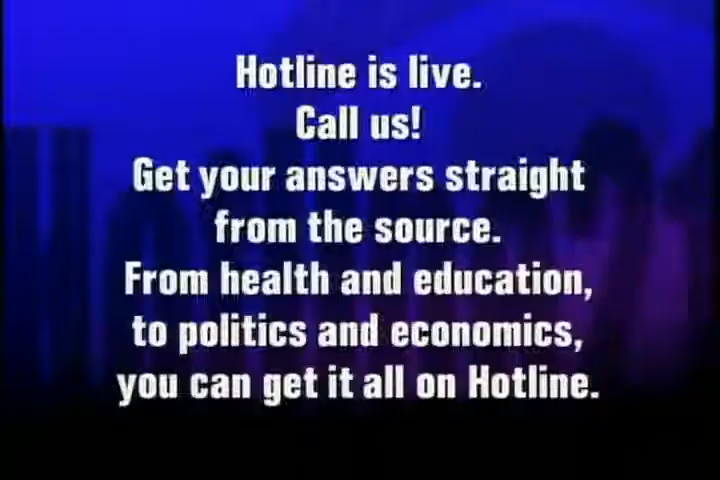 Hotline is live.
Call us!
Get your answers straight
from the source.
From health and education,
to politics and economics,
you can get it all on Hotline.